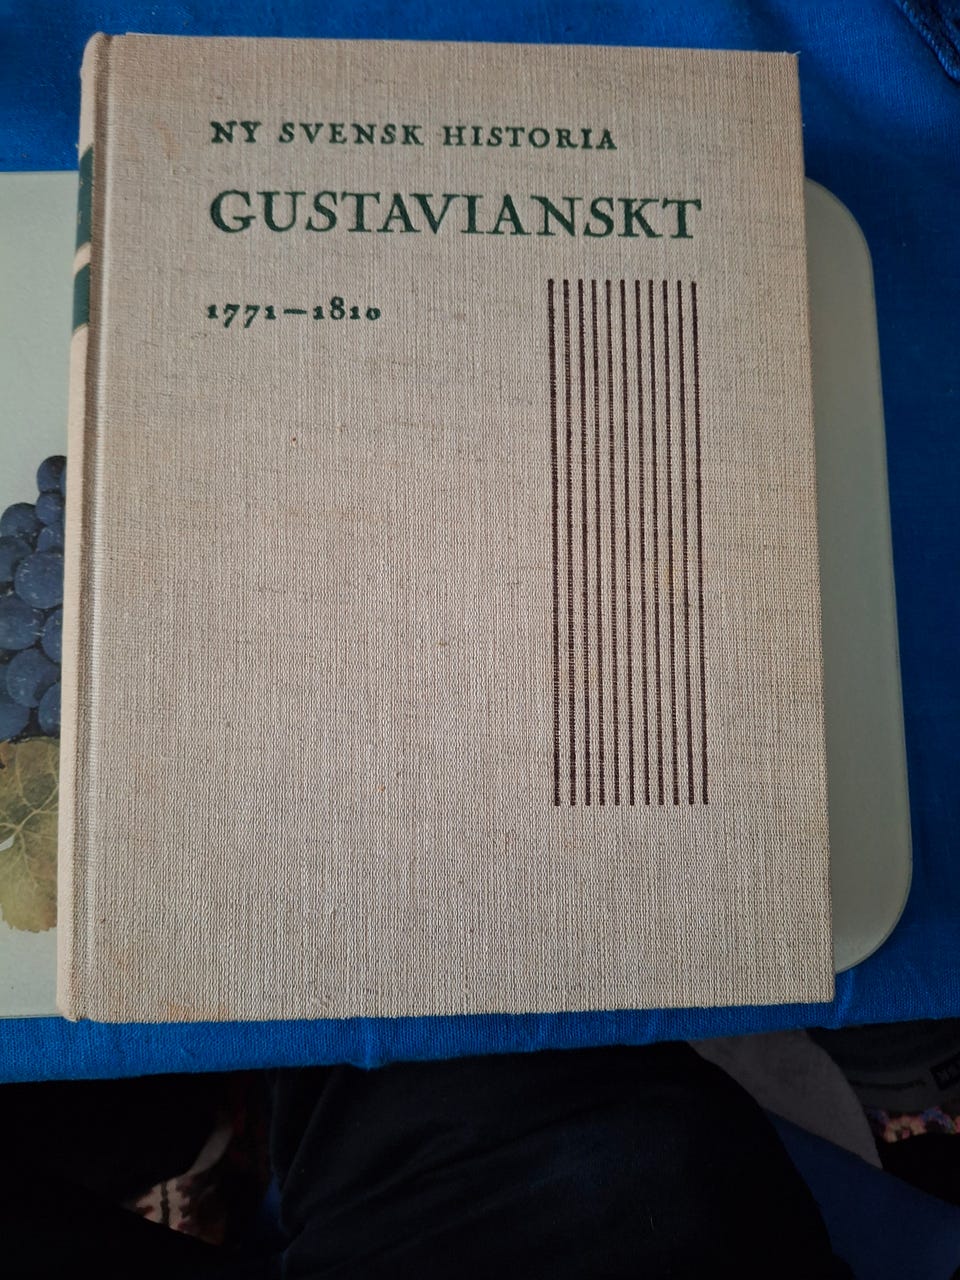 NY SVENSK HISTORIA
GUSTAVIANSKT
1771–1810